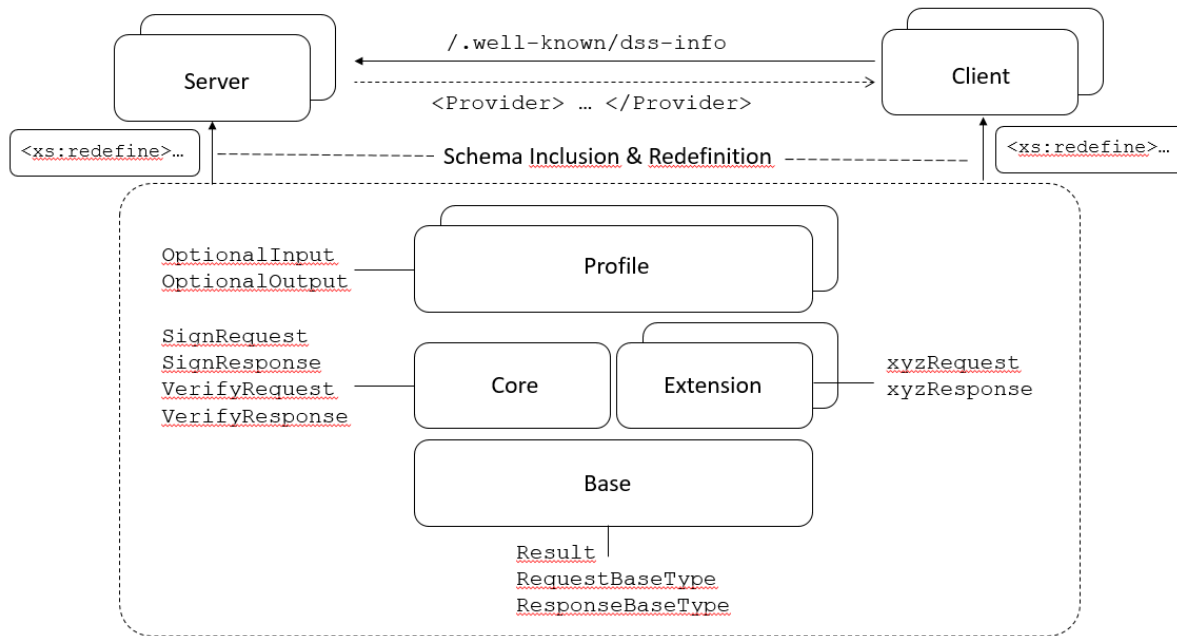 /.well-known/dss-info
Server
Client
<Provider> … </Provider>
<xs:redefine>…
Schema Inclusion & Redefinition
<xs:redefine>…
OptionalInput
OptionalOutput
Profile
SignRequest
SignResponse
VerifyRequest
VerifyResponse
Core
Extension
xyzRequest
xyzResponse
Base
Result
RequestBaseType
ResponseBaseType